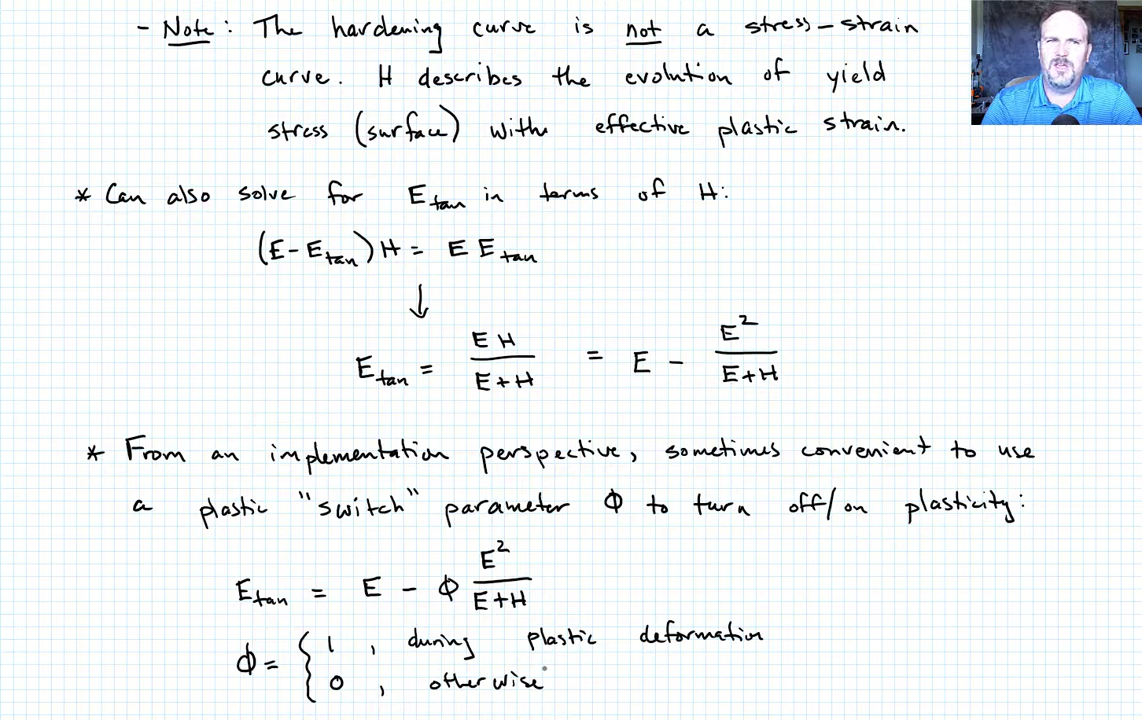 - Note: The hardening curve is not a stress-strain
curve. H describes the evolution of yield
stress (surface) with effective plastic strain.
* Can also solve for E_tan in terms of H:
(E - E_tan) H = E E_tan
↓
E_tan = E H / (E + H) = E - E² / (E + H)
* From an implementation perspective, sometimes convenient to use
a plastic "switch" parameter ϕ to turn off/on plasticity:
E_tan = E - ϕ E² / (E + H)
ϕ = { 1 , during plastic deformation
0 , otherwise